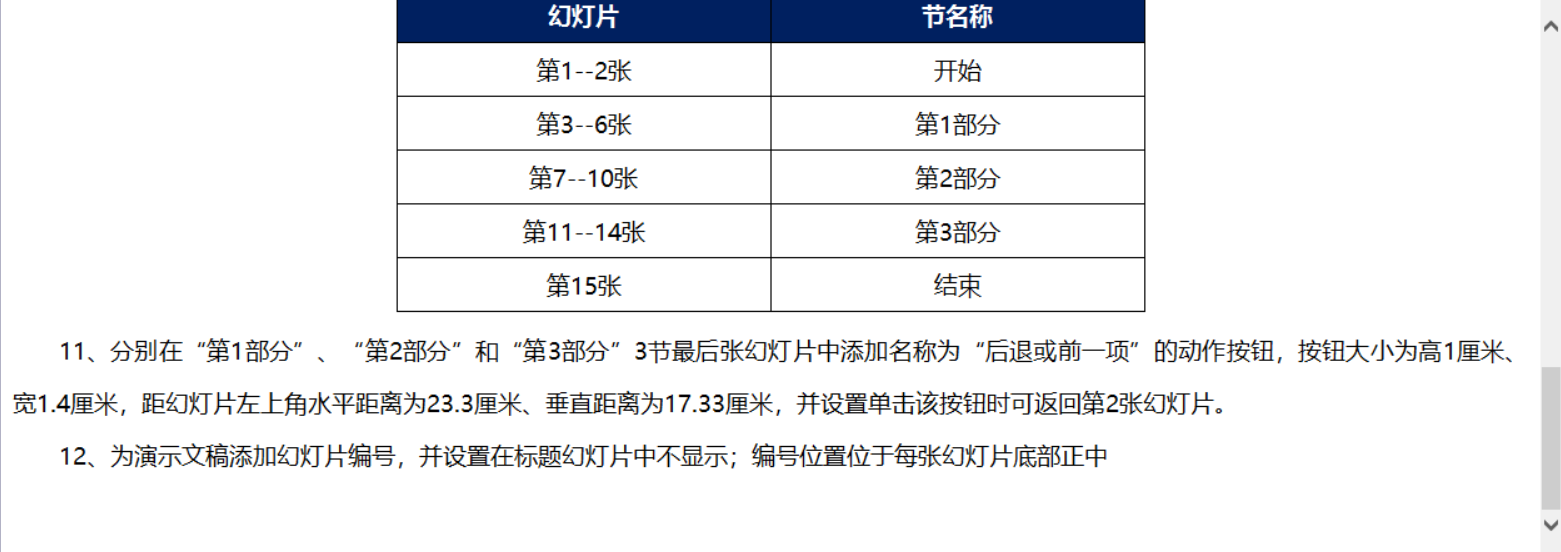 幻灯片 节名称
第1--2张 开始
第3--6张 第1部分
第7--10张 第2部分
第11--14张 第3部分
第15张 结束
11、分别在“第1部分”、“第2部分”和“第3部分”3节最后张幻灯片中添加名称为“后退或前一项”的动作按钮，按钮大小为高1厘米、
宽1.4厘米，距幻灯片左上角水平距离为23.3厘米、垂直距离为17.33厘米，并设置单击该按钮时可返回第2张幻灯片。
12、为演示文稿添加幻灯片编号，并设置在标题幻灯片中不显示；编号位置位于每张幻灯片底部正中